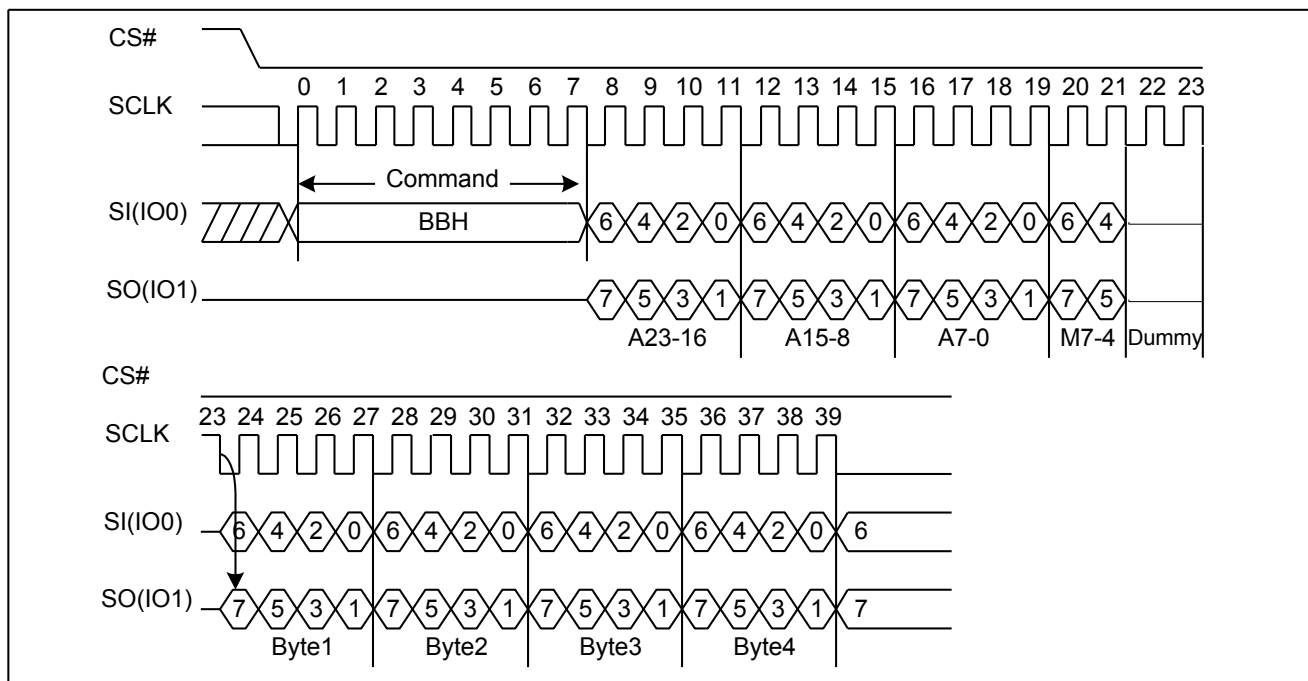 CS#
0 1 2 3 4 5 6 7 8 9 10 11 12 13 14 15 16 17 18 19 20 21 22 23
SCLK
Command
SI(IO0)
BBH
6 4 2 0 6 4 2 0 6 4 2 0 6 4
SO(IO1)
7 5 3 1 7 5 3 1 7 5 3 1 7 5
A23-16 A15-8 A7-0 M7-4 Dummy
CS#
23 24 25 26 27 28 29 30 31 32 33 34 35 36 37 38 39
SCLK
SI(IO0)
6 4 2 0 6 4 2 0 6 4 2 0 6 4 2 0 6
SO(IO1)
7 5 3 1 7 5 3 1 7 5 3 1 7 5 3 1 7
Byte1 Byte2 Byte3 Byte4